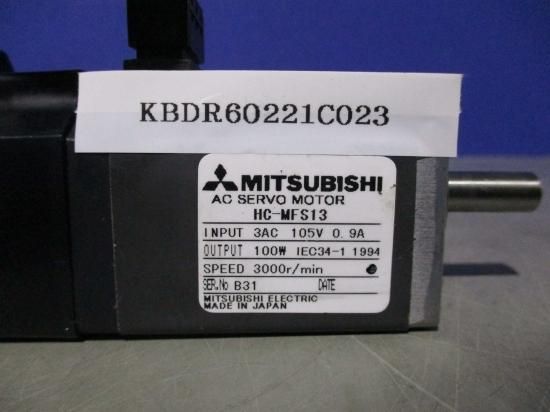 KBDR60221C023
MITSUBISHI
AC SERVO MOTOR
HC-MFS13
INPUT 3AC 105V 0.9A
OUTPUT 100W IEC34-1 1994
SPEED 3000r/min
SER.No B31 DATE
MITSUBISHI ELECTRIC
MADE IN JAPAN